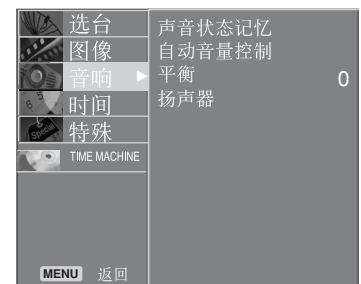 选台
图像
音响
时间
特殊
TIME MACHINE
MENU 返回
声音状态记忆
自动音量控制
平衡 0
扬声器